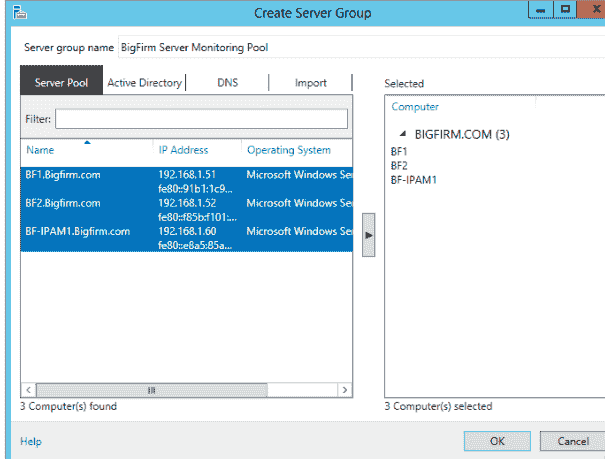 Create Server Group
Server group name BigFirm Server Monitoring Pool
Server Pool Active Directory DNS Import
Selected
Filter:
Computer
Name IP Address Operating System
BIGFIRM.COM (3)
BF1
BF2
BF-IPAM1
BF1.Bigfirm.com 192.168.1.51 Microsoft Windows Ser
fe80::91b1:1c9...
BF2.Bigfirm.com 192.168.1.52 Microsoft Windows Ser
fe80::f85b:f101:...
BF-IPAM1.Bigfirm.com 192.168.1.60 Microsoft Windows Ser
fe80::e8a5:85a...
3 Computer(s) found
3 Computer(s) selected
Help
OK
Cancel